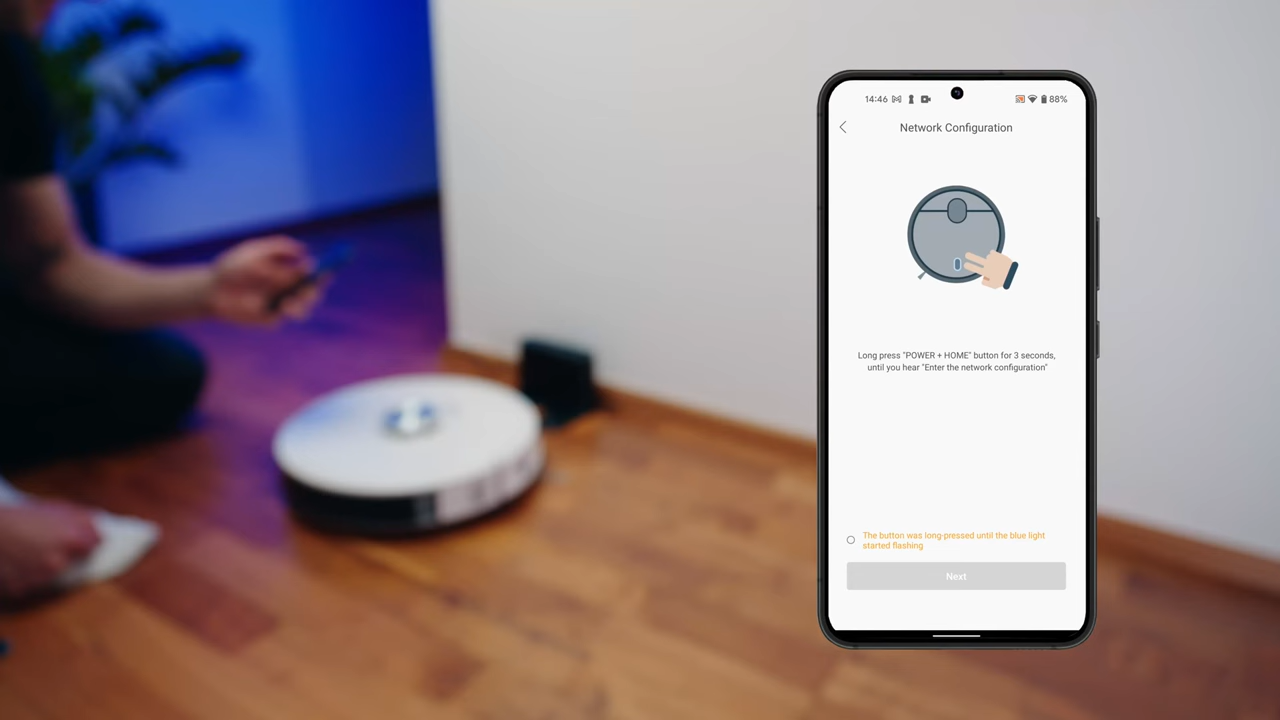 14:46
88%
Network Configuration
Long press "POWER + HOME" button for 3 seconds,
until you hear "Enter the network configuration"
The button was long-pressed until the blue light
started flashing
Next